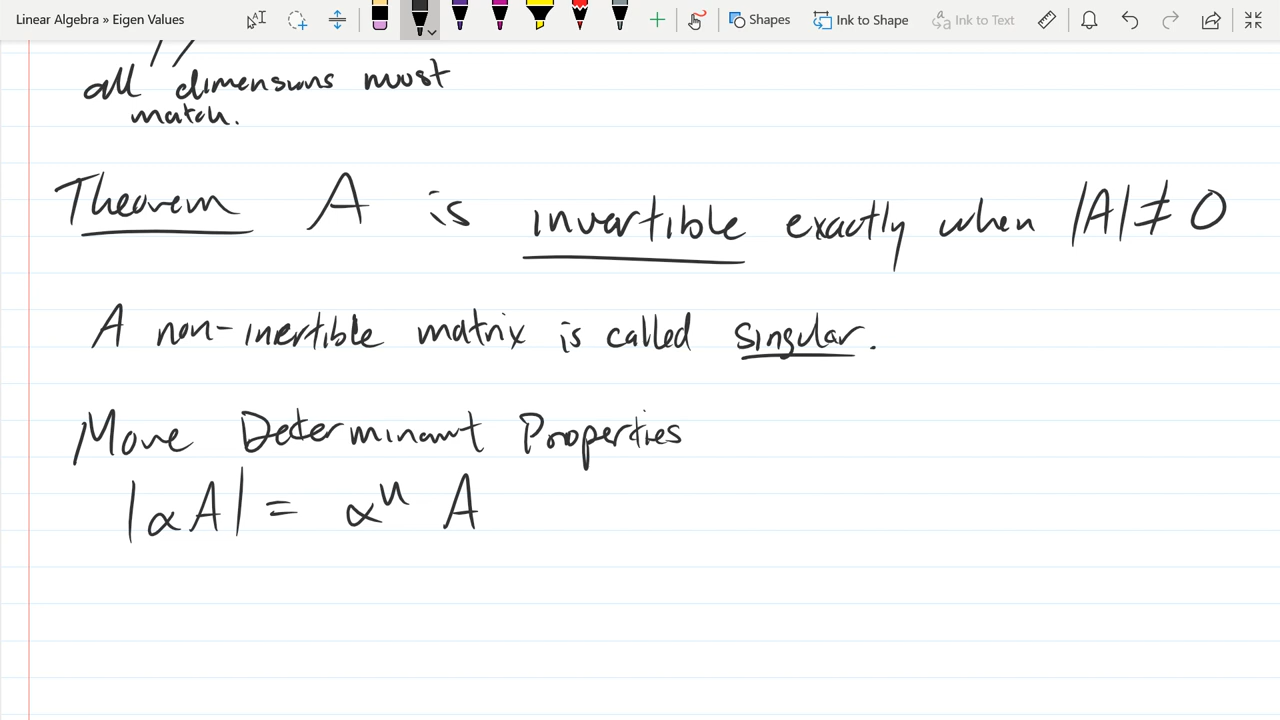 Linear Algebra » Eigen Values
Shapes
Ink to Shape
Ink to Text
all dimensions must
match.
Theorem A is invertible exactly when |A| ≠ 0
A non-inertible matrix is called singular.
More Determinant Properties
|αA| = αⁿ A